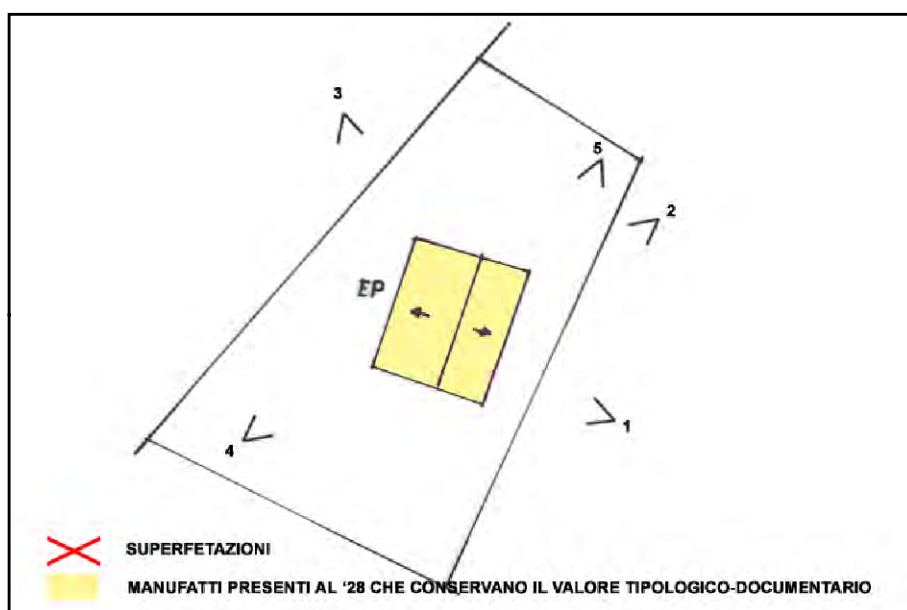 3
5
2
EP
1
4
SUPERFETAZIONI
MANUFATTI PRESENTI AL '28 CHE CONSERVANO IL VALORE TIPOLOGICO-DOCUMENTARIO